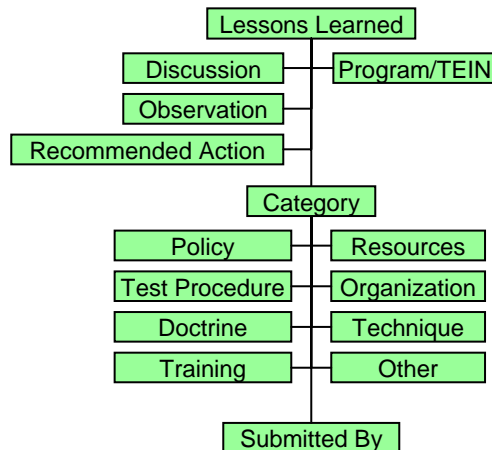 Lessons Learned
Discussion
Program/TEIN
Observation
Recommended Action
Category
Policy
Resources
Test Procedure
Organization
Doctrine
Technique
Training
Other
Submitted By